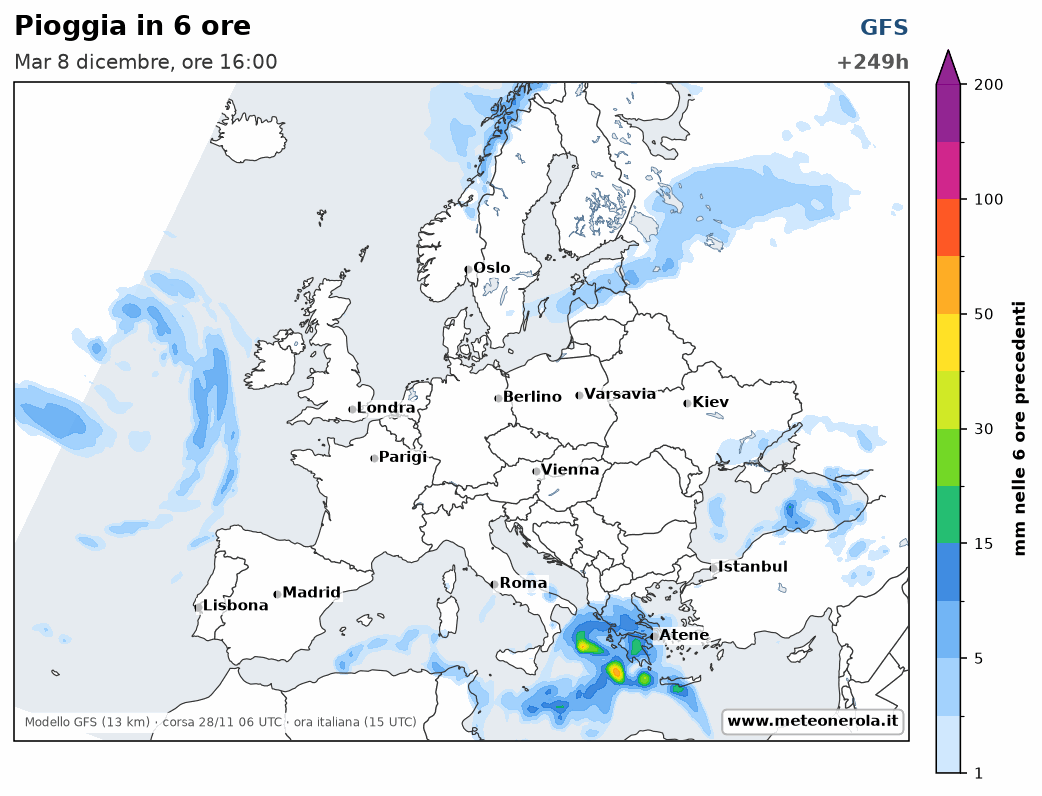 Pioggia in 6 ore
GFS
Mar 8 dicembre, ore 16:00
+249h
200
100
50
30
15
5
1
mm nelle 6 ore precedenti
Oslo
Berlino
Varsavia
Kiev
Londra
Parigi
Vienna
Istanbul
Roma
Madrid
Lisbona
Atene
Modello GFS (13 km) · corsa 28/11 06 UTC · ora italiana (15 UTC)
www.meteonerola.it